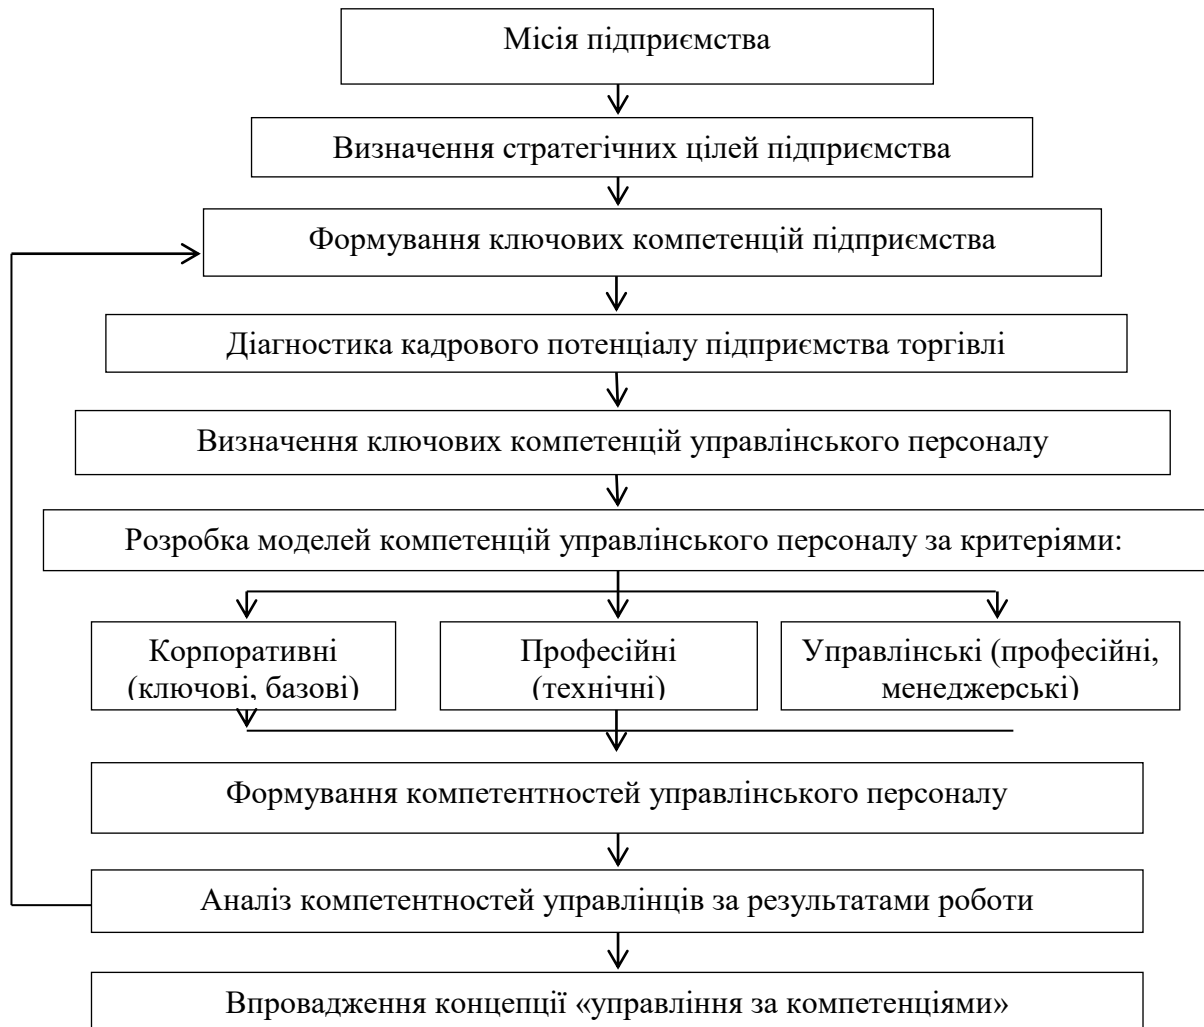 Місія підприємства
Визначення стратегічних цілей підприємства
Формування ключових компетенцій підприємства
Діагностика кадрового потенціалу підприємства торгівлі
Визначення ключових компетенцій управлінського персоналу
Розробка моделей компетенцій управлінського персоналу за критеріями:
Корпоративні
(ключові, базові)
Професійні
(технічні)
Управлінські (професійні,
менеджерські)
Формування компетентностей управлінського персоналу
Аналіз компетентностей управлінців за результатами роботи
Впровадження концепції «управління за компетенціями»